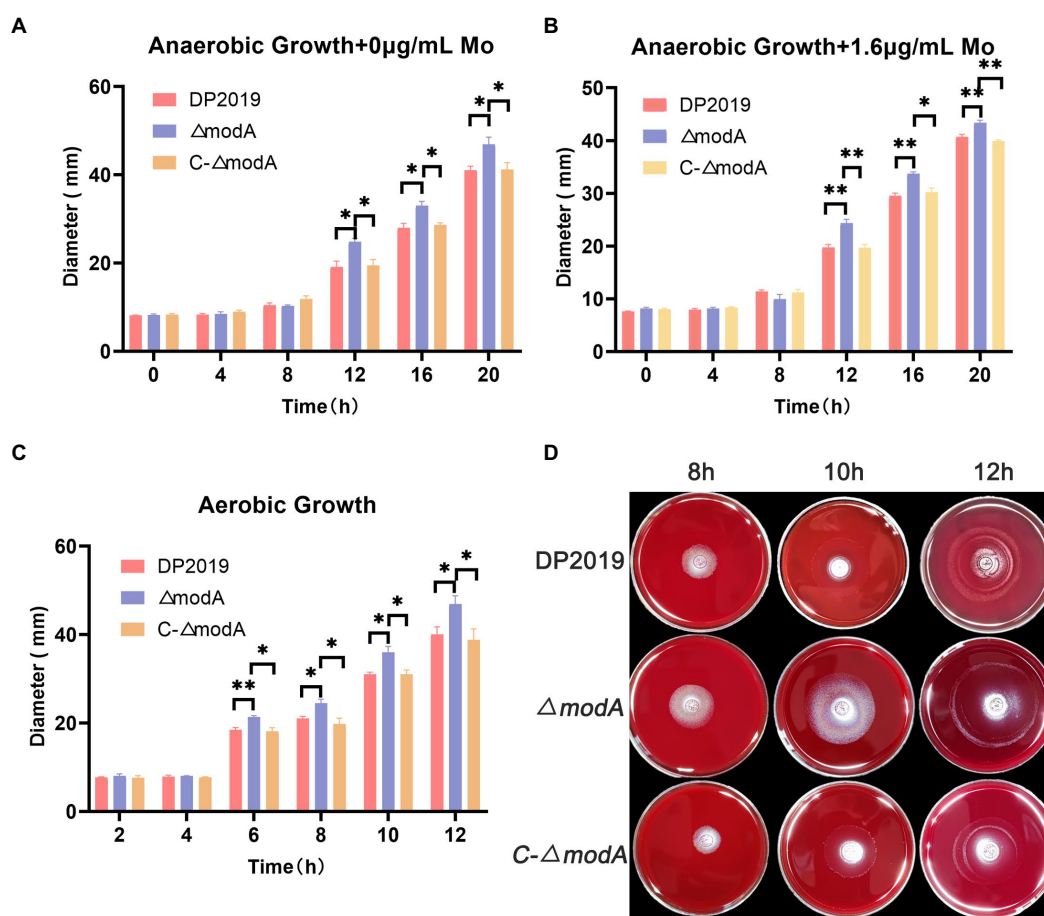 A
Anaerobic Growth+0μg/mL Mo
Diameter ( mm)
60
40
20
0
DP2019
△modA
C-△modA
* * * * * *
0 4 8 12 16 20
Time(h)
B
Anaerobic Growth+1.6μg/mL Mo
Diameter ( mm)
50
40
30
20
10
0
DP2019
△modA
C-△modA
** ** ** * ** **
0 4 8 12 16 20
Time(h)
C
Aerobic Growth
Diameter ( mm)
60
40
20
0
DP2019
△modA
C-△modA
** * * * * * * *
2 4 6 8 10 12
Time(h)
D
8h 10h 12h
DP2019
△modA
C-△modA